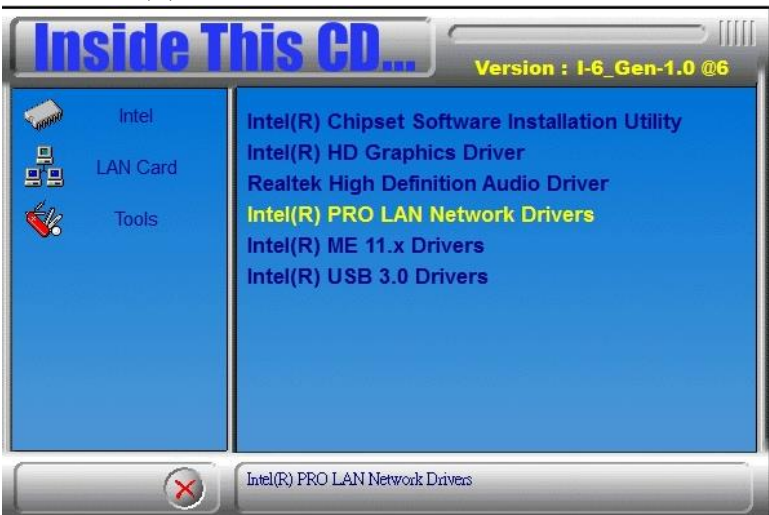 Inside This CD...
Version : I-6_Gen-1.0 @6
Intel
LAN Card
Tools
Intel(R) Chipset Software Installation Utility
Intel(R) HD Graphics Driver
Realtek High Definition Audio Driver
Intel(R) PRO LAN Network Drivers
Intel(R) ME 11.x Drivers
Intel(R) USB 3.0 Drivers
Intel(R) PRO LAN Network Drivers